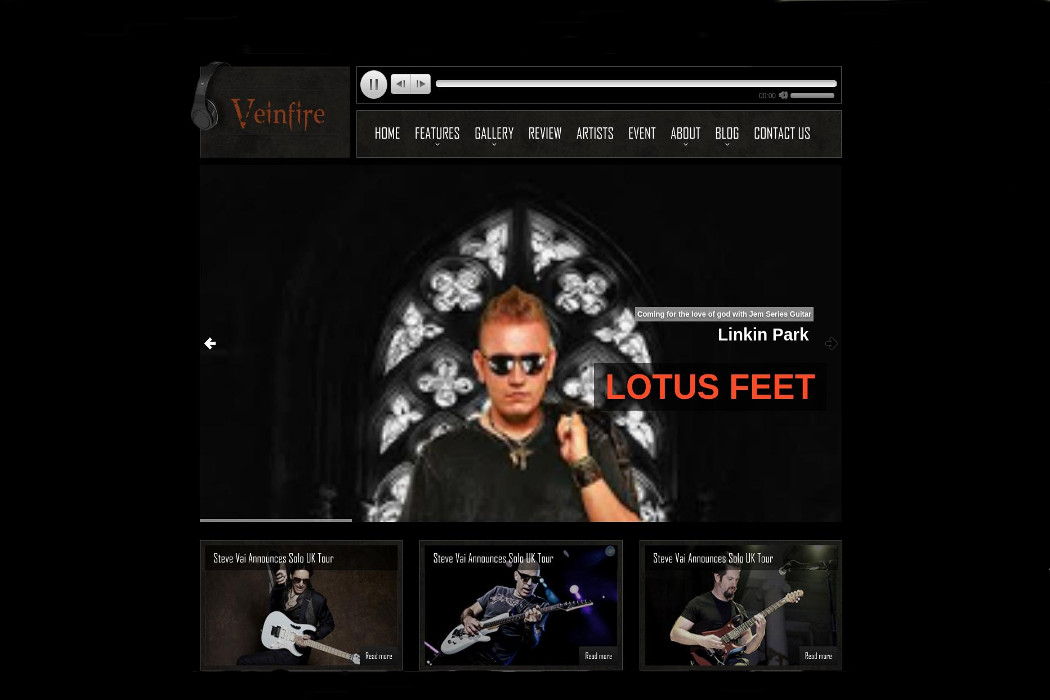 Veinfire
00:00
HOME FEATURES GALLERY REVIEW ARTISTS EVENT ABOUT BLOG CONTACT US
Coming for the love of god with Jem Series Guitar
Linkin Park
LOTUS FEET
Steve Vai Announces Solo UK Tour
Read more
Steve Vai Announces Solo UK Tour
Read more
Steve Vai Announces Solo UK Tour
Read more